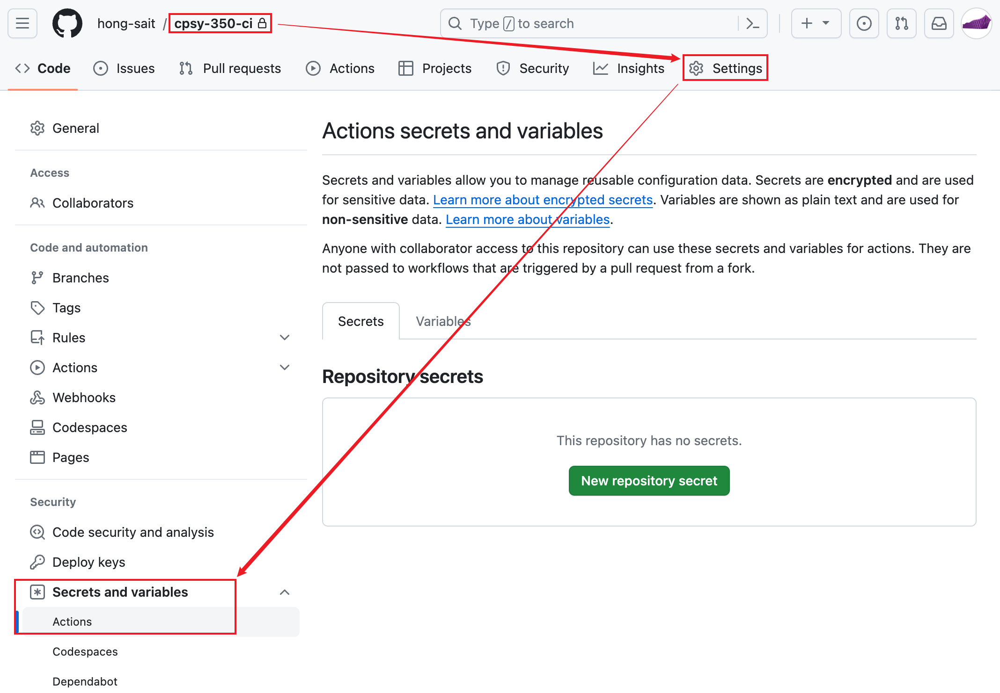 hong-sait / cpsy-350-ci
Type / to search
Code Issues Pull requests Actions Projects Security Insights Settings
General
Access
Collaborators
Code and automation
Branches
Tags
Rules
Actions
Webhooks
Codespaces
Pages
Security
Code security and analysis
Deploy keys
Secrets and variables
Actions
Codespaces
Dependabot
Actions secrets and variables
Secrets and variables allow you to manage reusable configuration data. Secrets are encrypted and are used
for sensitive data. Learn more about encrypted secrets. Variables are shown as plain text and are used for
non-sensitive data. Learn more about variables.
Anyone with collaborator access to this repository can use these secrets and variables for actions. They are
not passed to workflows that are triggered by a pull request from a fork.
Secrets Variables
Repository secrets
This repository has no secrets.
New repository secret